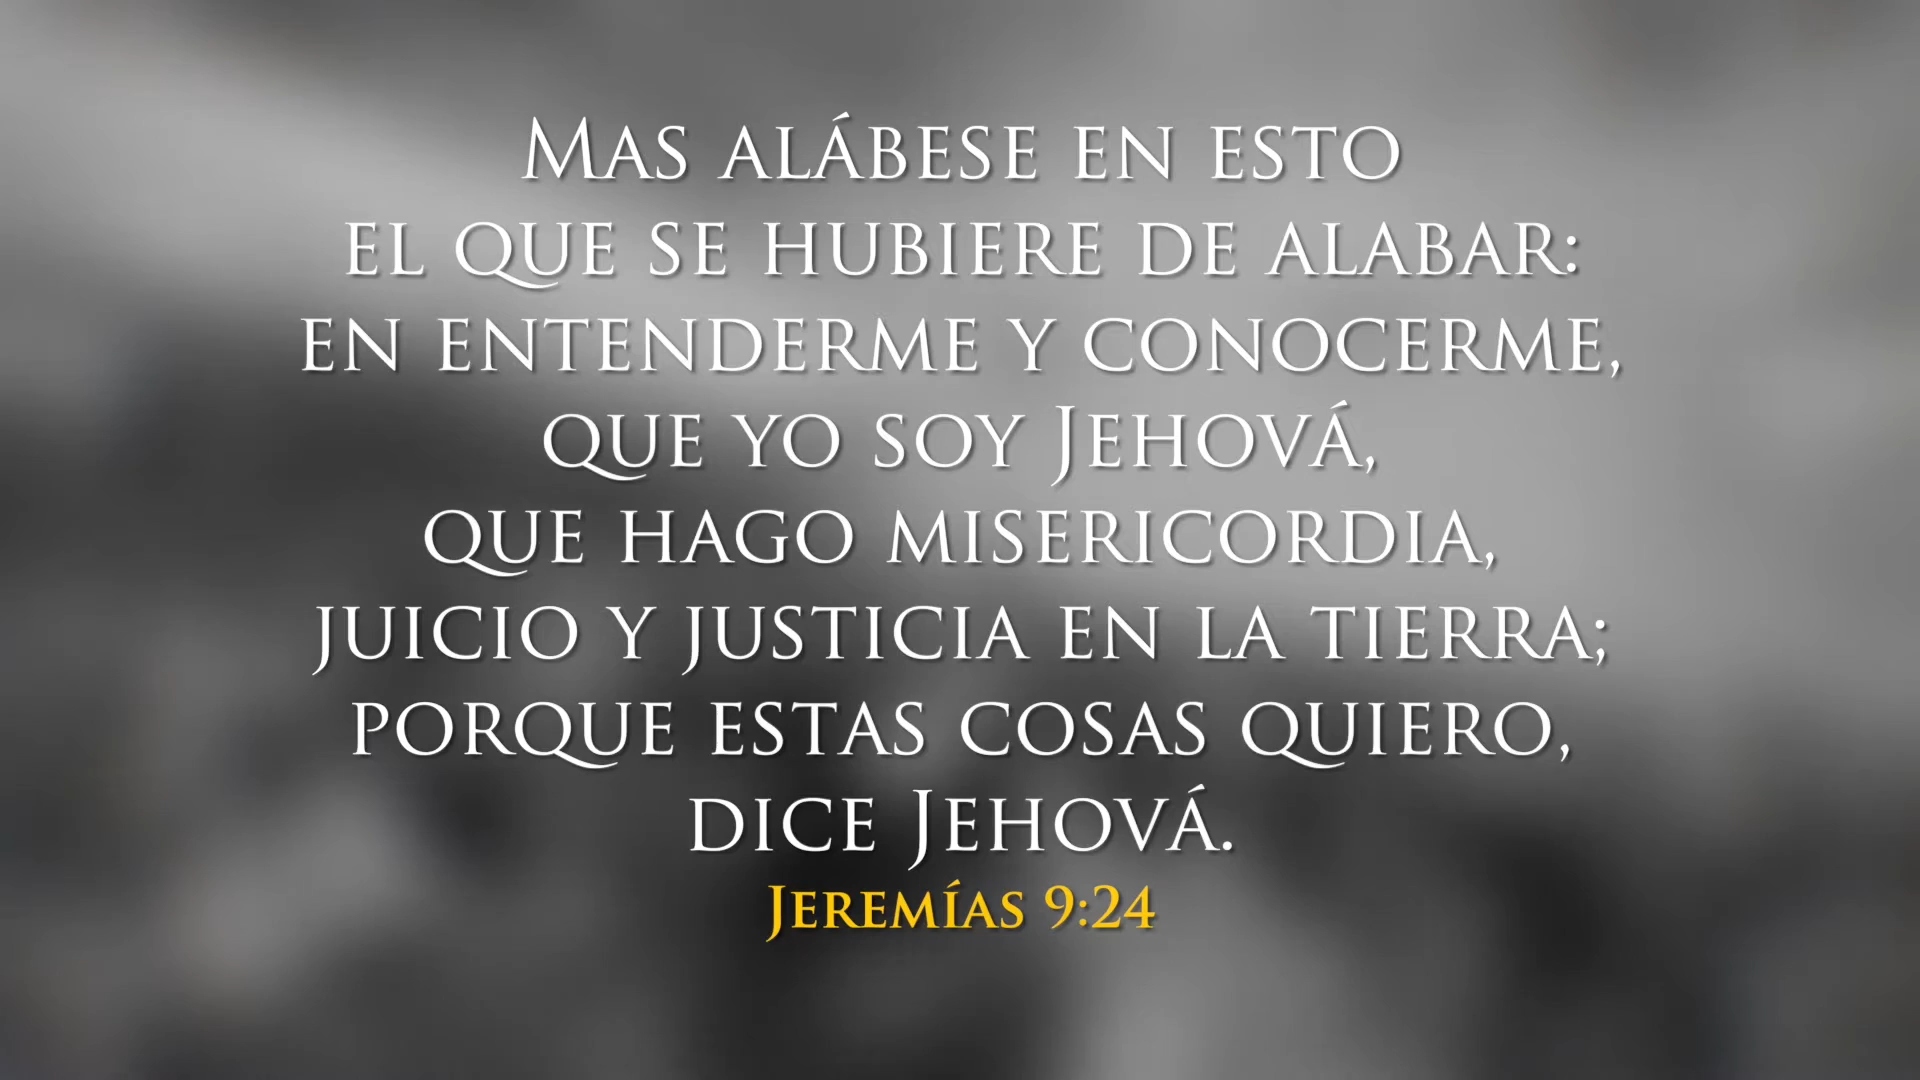 Mas alábese en esto
el que se hubiere de alabar:
en entenderme y conocerme,
que yo soy Jehová,
que hago misericordia,
juicio y justicia en la tierra;
porque estas cosas quiero,
dice Jehová.
Jeremías 9:24